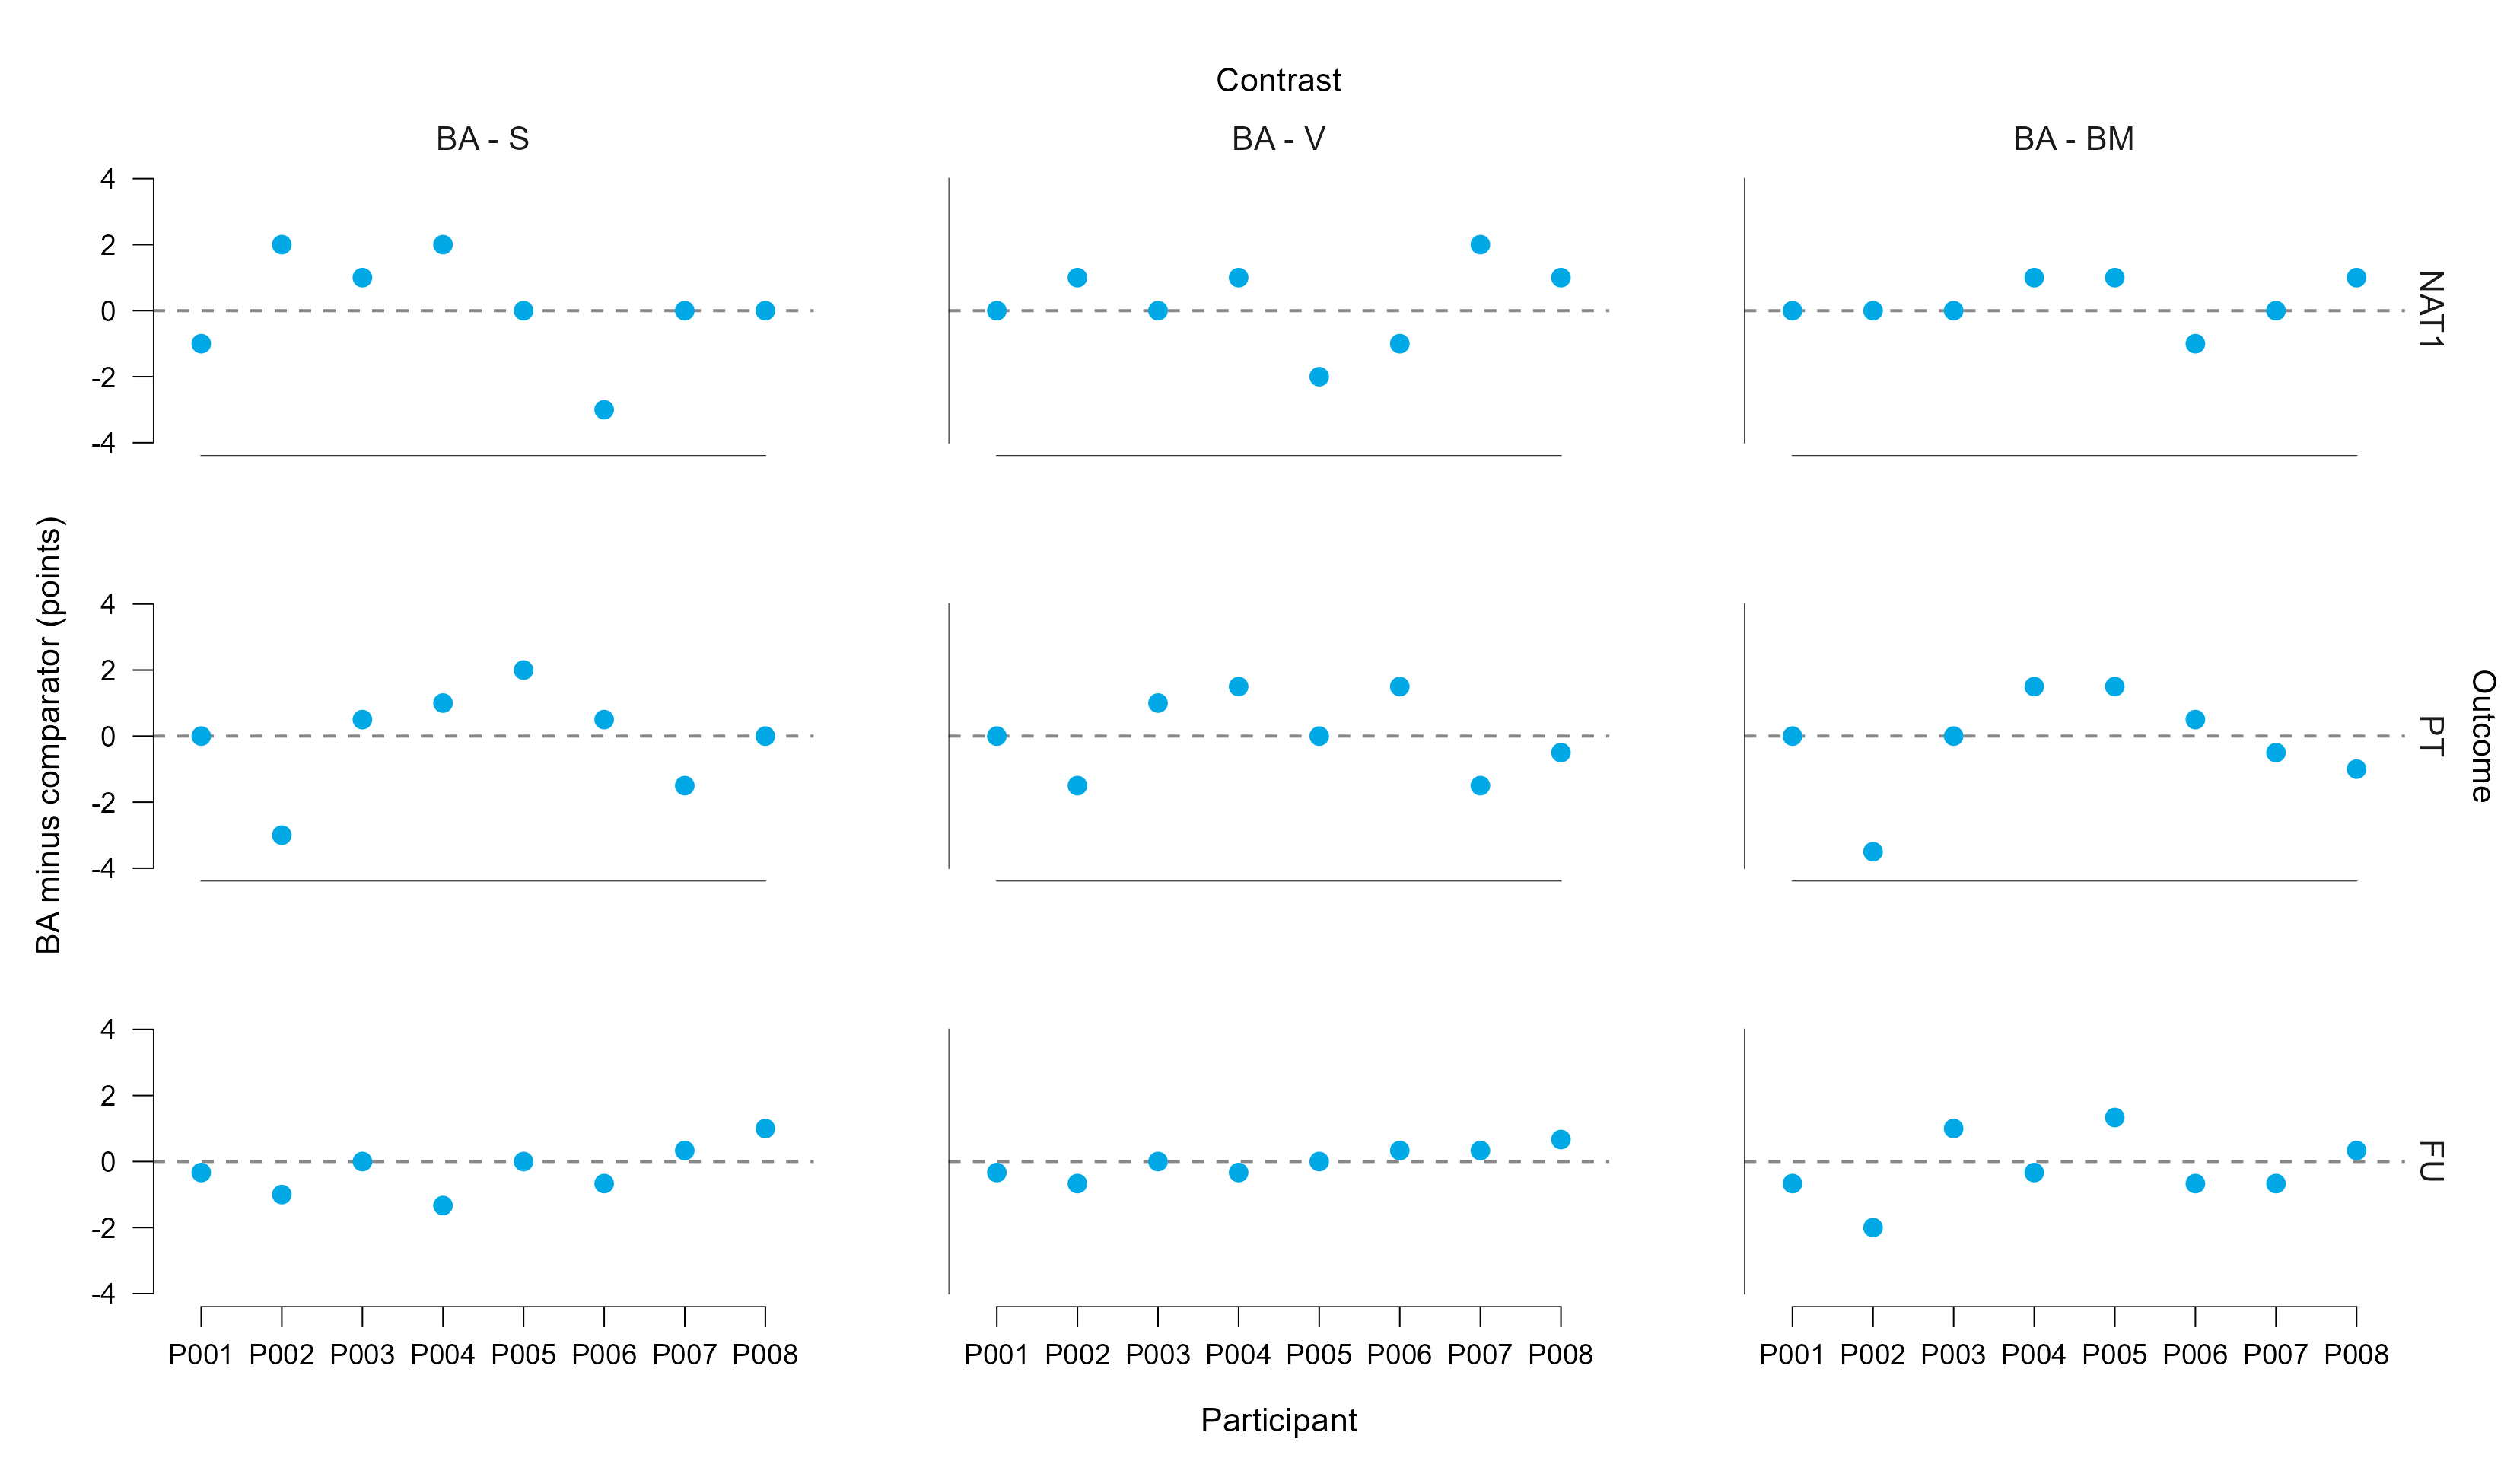 Contrast
BA - S
BA - V
BA - BM
4
2
0
-2
-4
NAT1
BA minus comparator (points)
4
2
0
-2
-4
PT
Outcome
4
2
0
-2
-4
FU
P001 P002 P003 P004 P005 P006 P007 P008
P001 P002 P003 P004 P005 P006 P007 P008
P001 P002 P003 P004 P005 P006 P007 P008
Participant